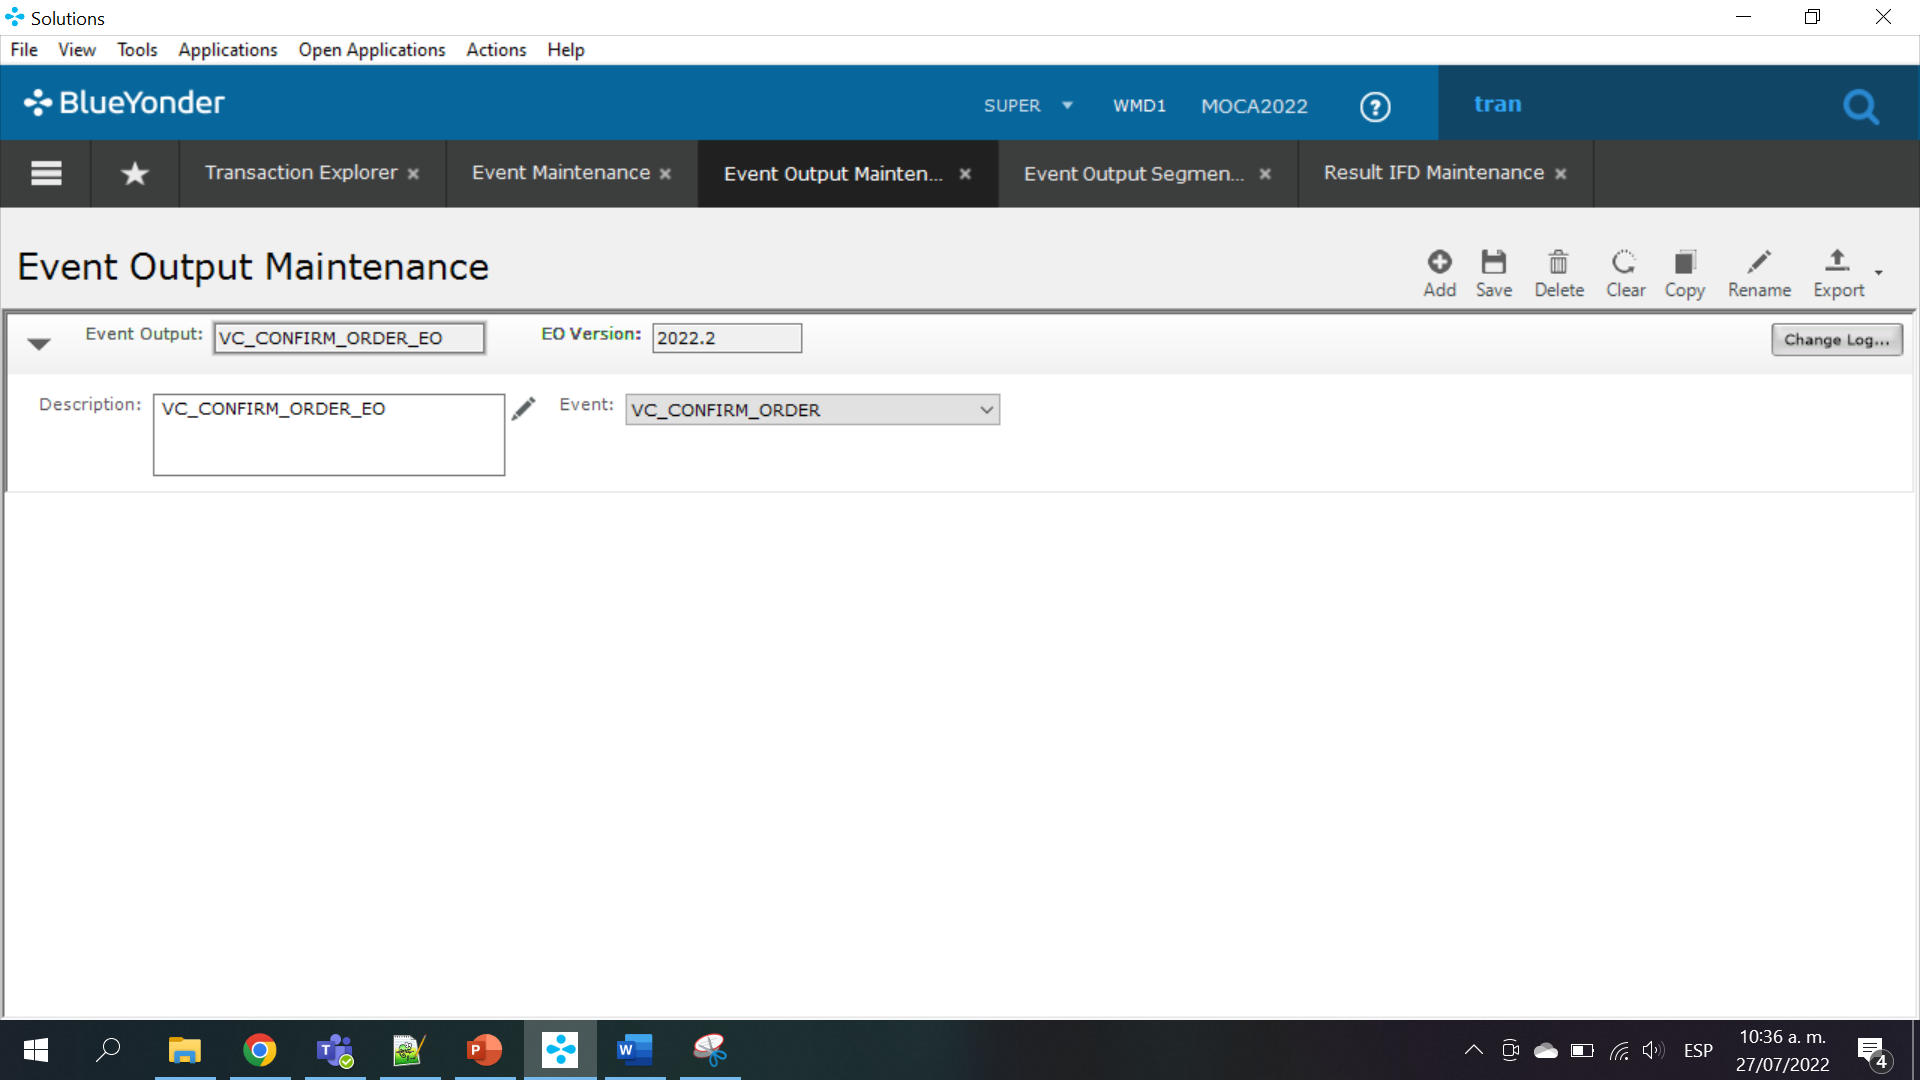 Solutions
File View Tools Applications Open Applications Actions Help
BlueYonder SUPER WMD1 MOCA2022 ? tran
Transaction Explorer × Event Maintenance × Event Output Mainten... × Event Output Segmen... × Result IFD Maintenance ×
Event Output Maintenance
Add Save Delete Clear Copy Rename Export
Event Output: VC_CONFIRM_ORDER_EO EO Version: 2022.2 Change Log...
Description: VC_CONFIRM_ORDER_EO Event: VC_CONFIRM_ORDER
T P W ESP 10:36 a. m.
27/07/2022 4